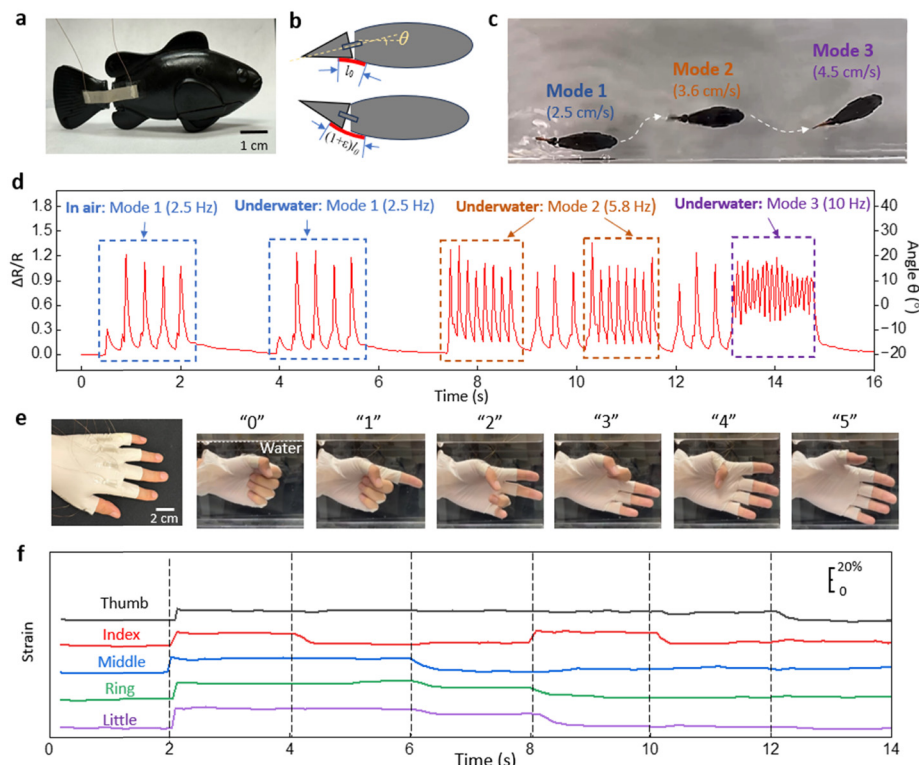 a
1 cm
b
θ
l₀
(1+ε)l₀
c
Mode 1
(2.5 cm/s)
Mode 2
(3.6 cm/s)
Mode 3
(4.5 cm/s)
d
In air: Mode 1 (2.5 Hz)
Underwater: Mode 1 (2.5 Hz)
Underwater: Mode 2 (5.8 Hz)
Underwater: Mode 3 (10 Hz)
ΔR/R
1.8
1.5
1.2
0.9
0.6
0.3
0.0
40
30
20
10
0
−10
−20
Angle θ (°)
0 2 4 6 8 10 12 14 16
Time (s)
e
2 cm
"0"
Water
"1"
"2"
"3"
"4"
"5"
f
Strain
Thumb
Index
Middle
Ring
Little
20%
0
0 2 4 6 8 10 12 14
Time (s)